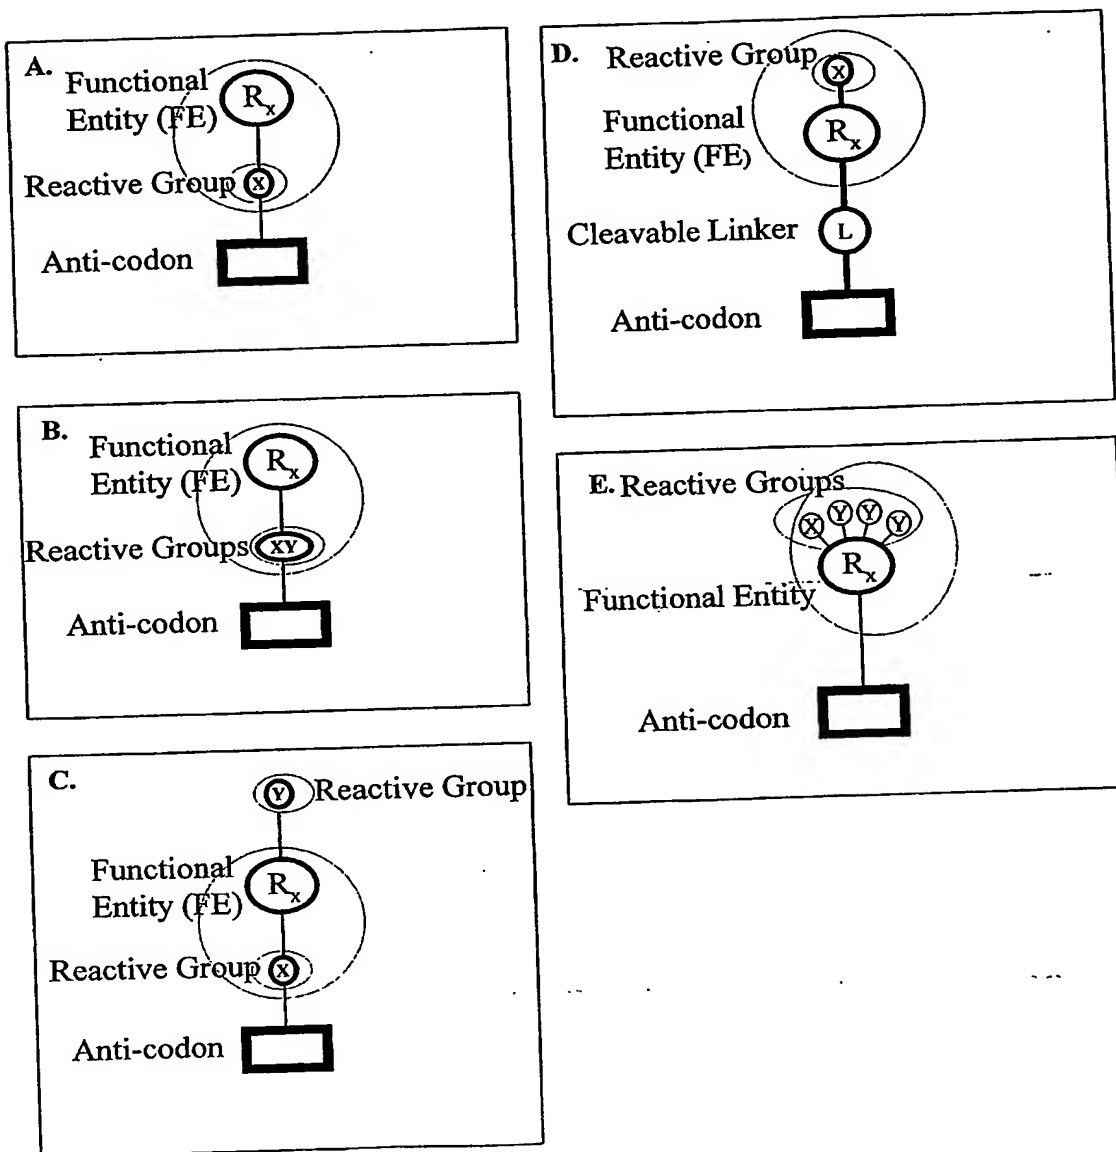 A.
Functional
Entity (FE)
Rx
Reactive Group
X
Anti-codon
B.
Functional
Entity (FE)
Rx
Reactive Groups
XY
Anti-codon
C.
Y
Reactive Group
Functional
Entity (FE)
Rx
Reactive Group
X
Anti-codon
D.
Reactive Group
X
Functional
Entity (FE)
Rx
Cleavable Linker
L
Anti-codon
E. Reactive Groups
X Y Y Y
Rx
Functional Entity
Anti-codon